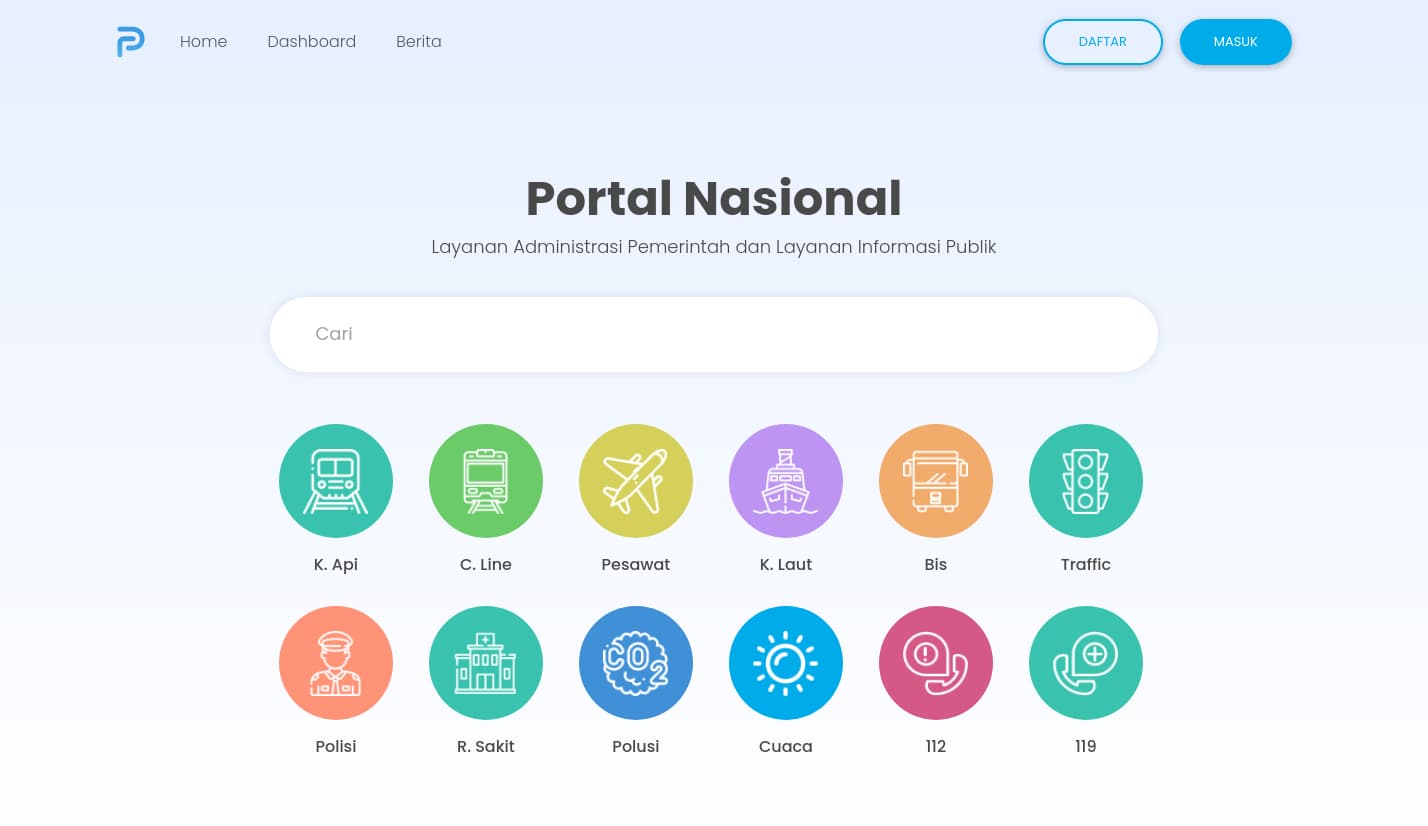 Home Dashboard Berita DAFTAR MASUK
Portal Nasional
Layanan Administrasi Pemerintah dan Layanan Informasi Publik
Cari
K. Api C. Line Pesawat K. Laut Bis Traffic
CO2
Polisi R. Sakit Polusi Cuaca 112 119